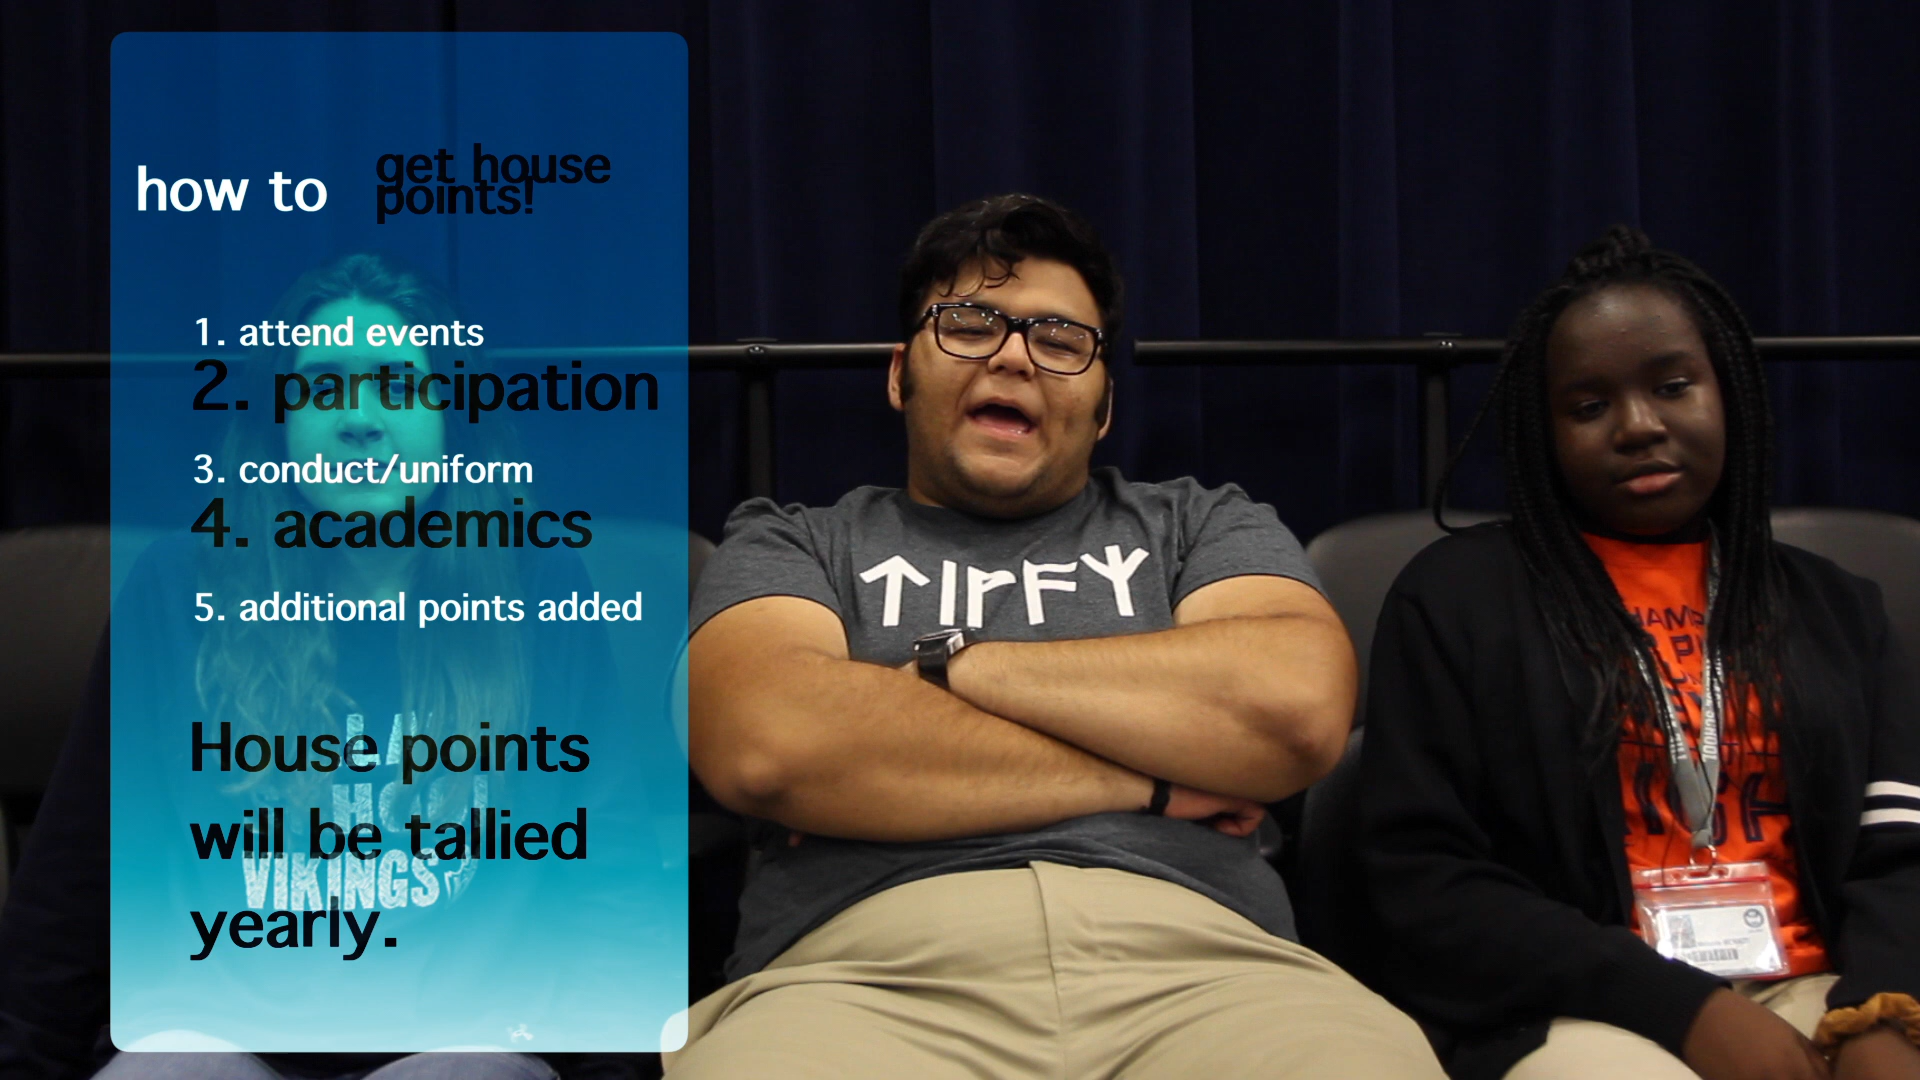 how to
get house
points!
1. attend events
2. participation
3. conduct/uniform
4. academics
5. additional points added
House points
will be tallied
yearly.
VIKINGS
ᛏᛁᚠᚨᛉ